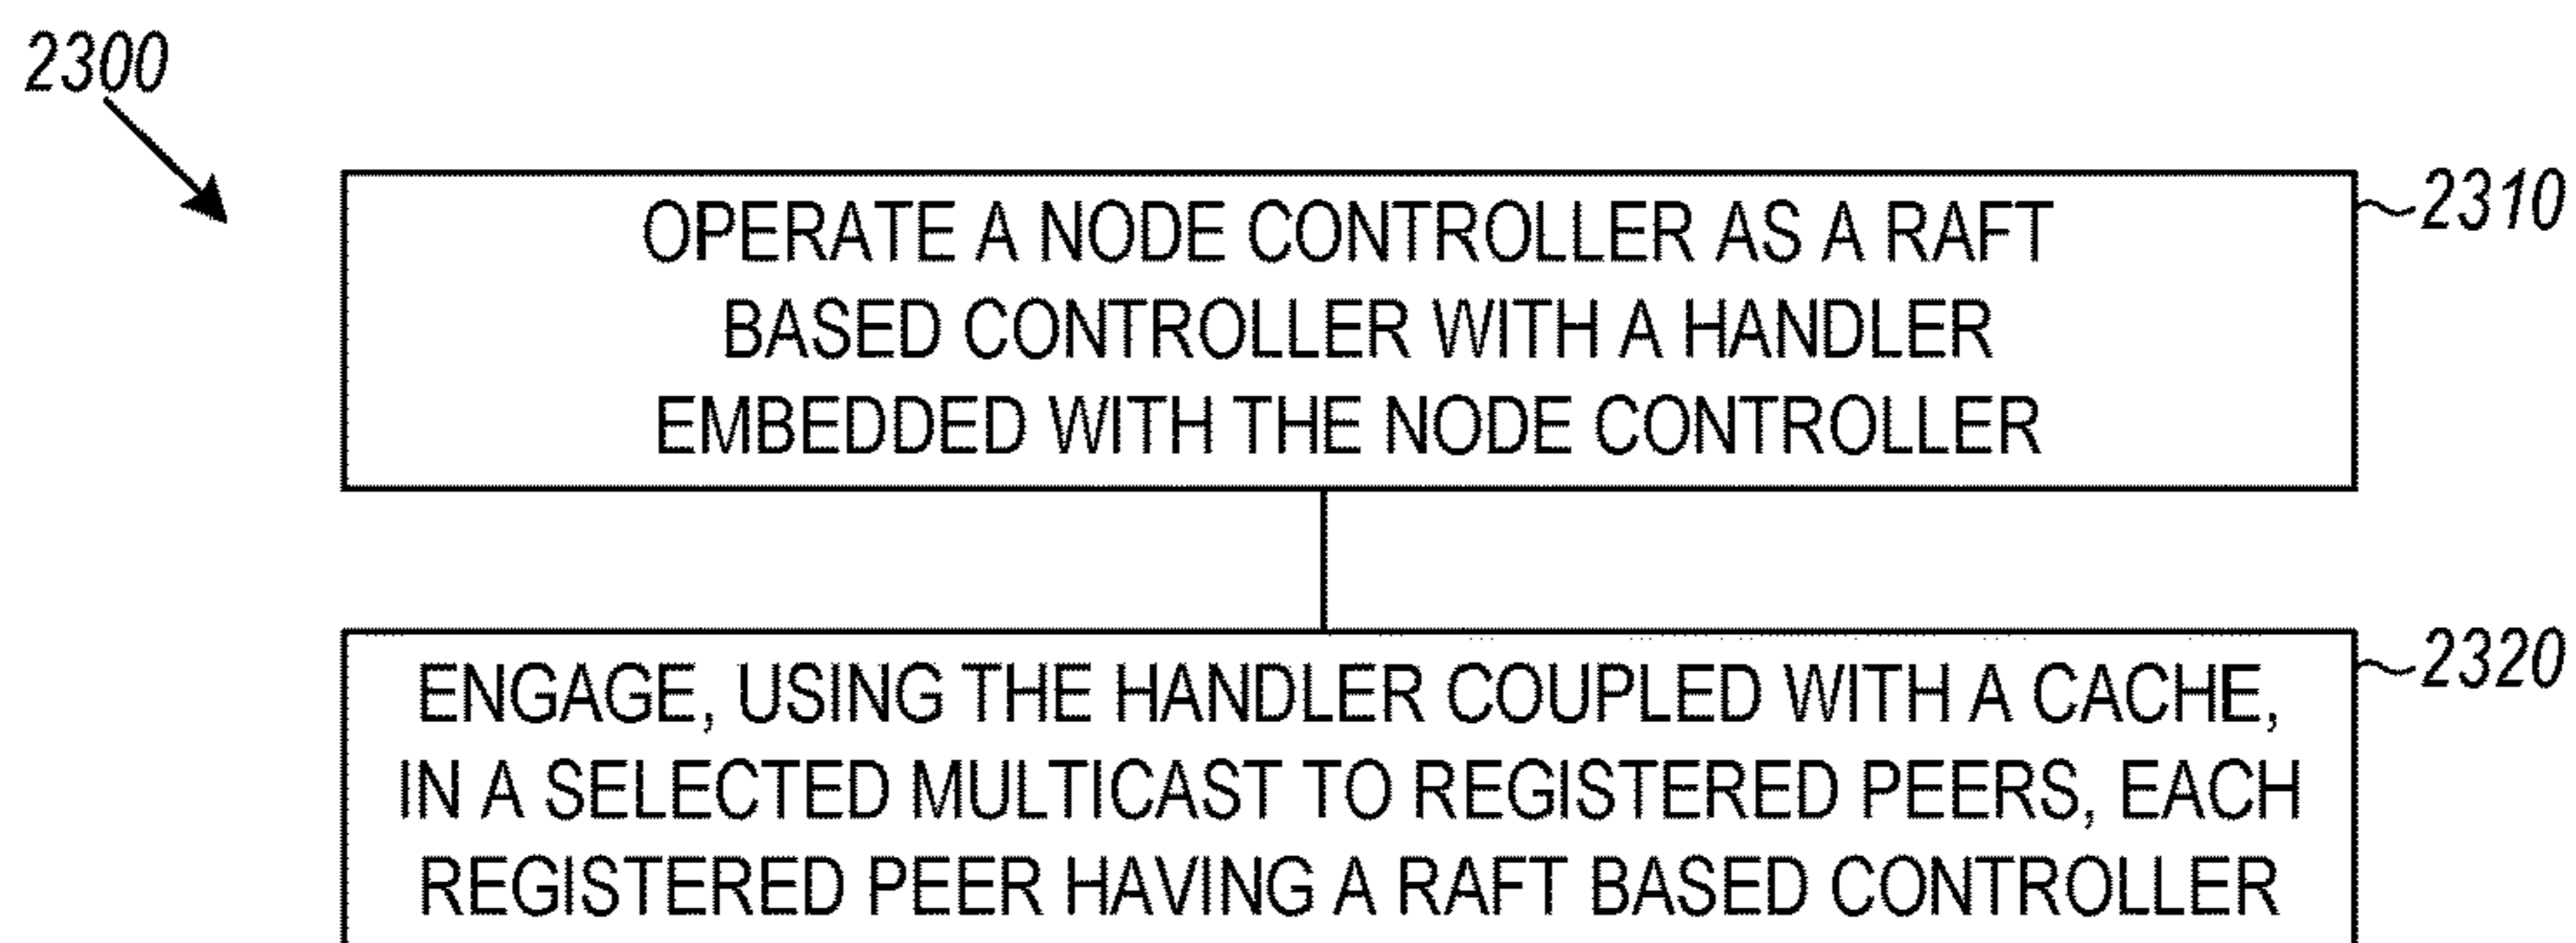 2300
OPERATE A NODE CONTROLLER AS A RAFT
2310
BASED CONTROLLER WITH A HANDLER
EMBEDDED WITH THE NODE CONTROLLER
ENGAGE, USING THE HANDLER COUPLED WITH A CACHE,
2320
IN A SELECTED MULTICAST TO REGISTERED PEERS, EACH
REGISTERED PEER HAVING A RAFT BASED CONTROLLER